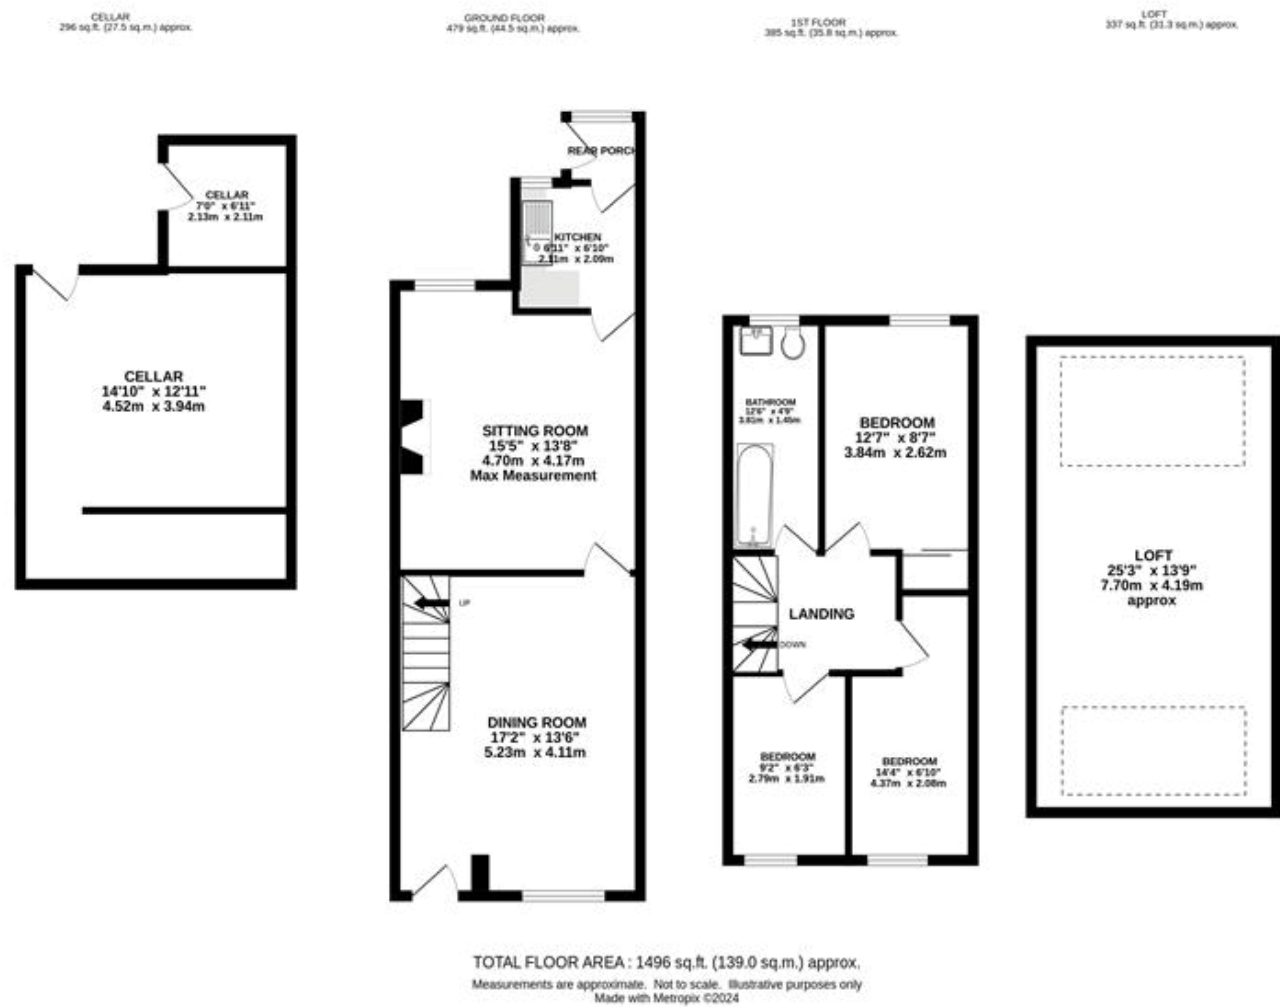 CELLAR
296 sq.ft. (27.5 sq.m.) approx.
GROUND FLOOR
479 sq.ft. (44.5 sq.m.) approx.
1ST FLOOR
385 sq.ft. (35.8 sq.m.) approx.
LOFT
337 sq.ft. (31.3 sq.m.) approx.
CELLAR
7'0" x 6'11"
2.13m x 2.11m
CELLAR
14'10" x 12'11"
4.52m x 3.94m
REAR PORCH
KITCHEN
6'11" x 6'10"
2.11m x 2.09m
SITTING ROOM
15'5" x 13'8"
4.70m x 4.17m
Max Measurement
UP
DINING ROOM
17'2" x 13'6"
5.23m x 4.11m
BATHROOM
12'6" x 4'9"
3.81m x 1.45m
BEDROOM
12'7" x 8'7"
3.84m x 2.62m
LANDING
DOWN
BEDROOM
9'2" x 6'3"
2.79m x 1.91m
BEDROOM
14'4" x 6'10"
4.37m x 2.08m
LOFT
25'3" x 13'9"
7.70m x 4.19m
approx
TOTAL FLOOR AREA : 1496 sq.ft. (139.0 sq.m.) approx.
Measurements are approximate. Not to scale. Illustrative purposes only
Made with Metropix ©2024